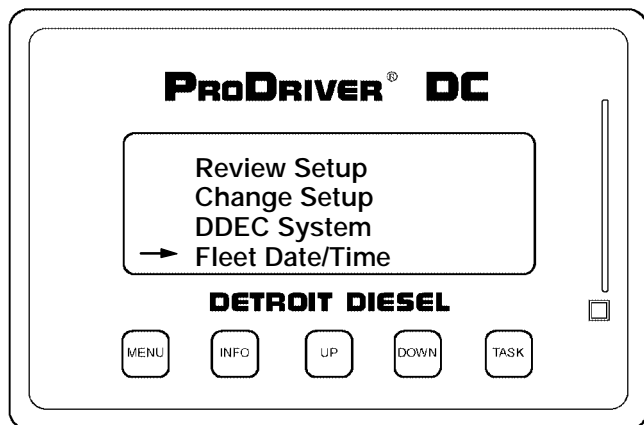 PRODRIVER® DC
Review Setup
Change Setup
DDEC System
→ Fleet Date/Time
DETROIT DIESEL
MENU INFO UP DOWN TASK